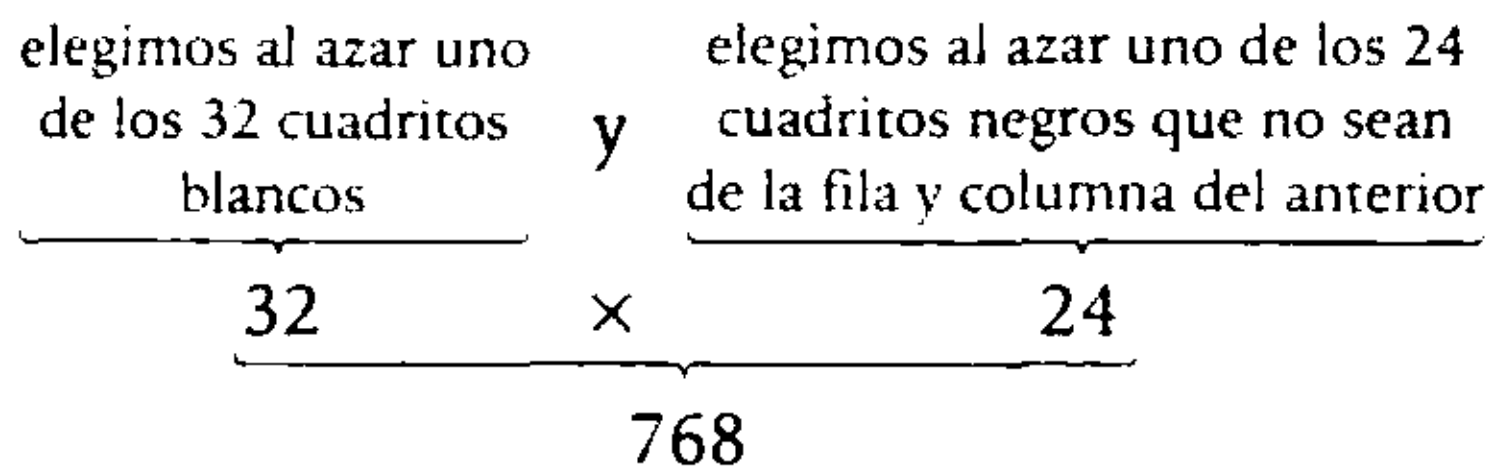 elegimos al azar uno
de los 32 cuadritos
blancos
y
elegimos al azar uno de los 24
cuadritos negros que no sean
de la fila y columna del anterior
32 × 24
768